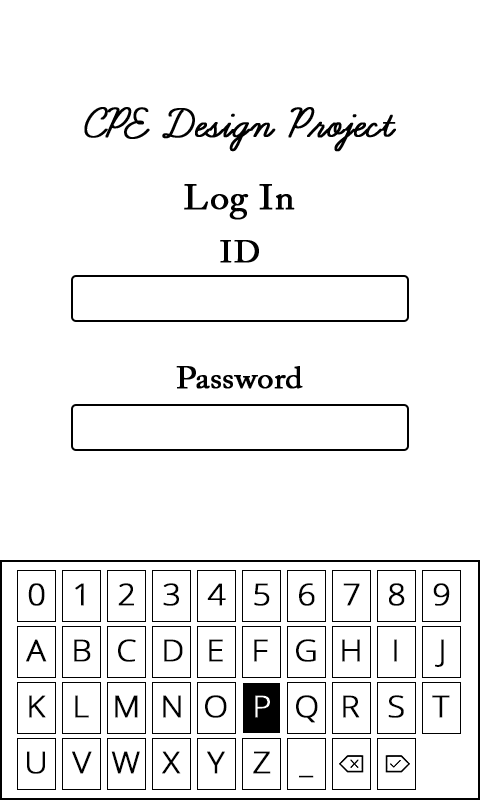 CPE Design Project
Log In
ID
Password
0 1 2 3 4 5 6 7 8 9
A B C D E F G H I J
K L M N O P Q R S T
U V W X Y Z _